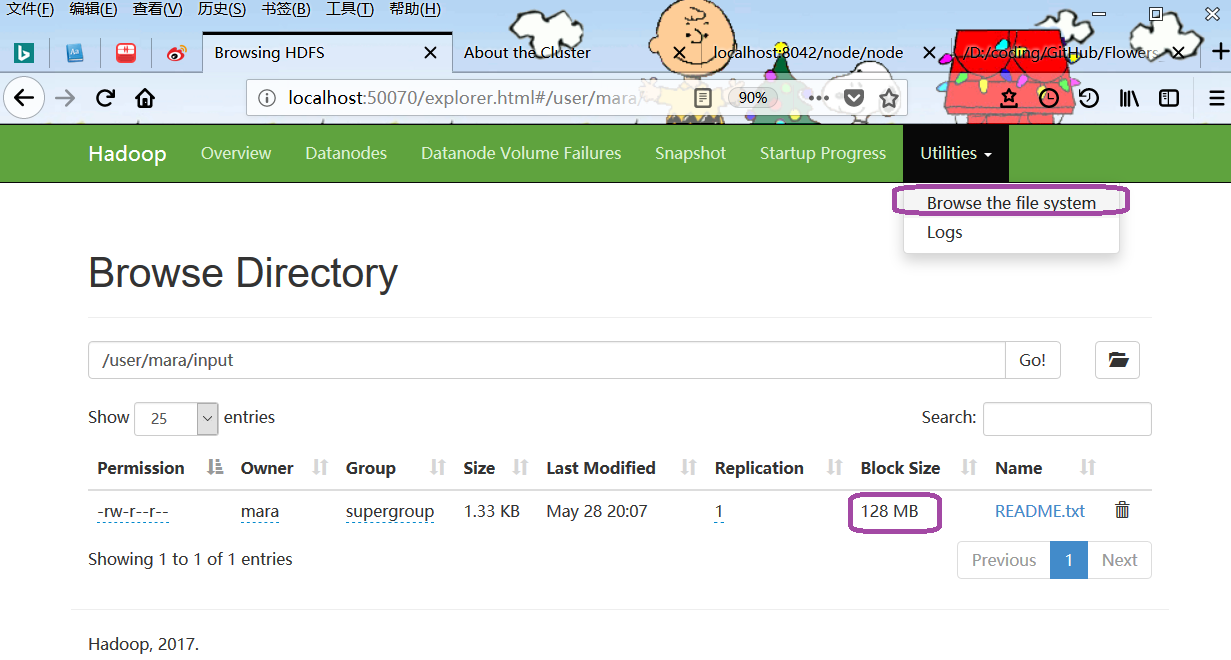 文件(F) 编辑(E) 查看(V) 历史(S) 书签(B) 工具(T) 帮助(H)
Browsing HDFS About the Cluster localhost:8042/node/node /D:/coding/GitHub/Flowers
localhost:50070/explorer.html#/user/mara/ 90%
Hadoop Overview Datanodes Datanode Volume Failures Snapshot Startup Progress Utilities
Browse the file system
Logs
Browse Directory
/user/mara/input Go!
Show 25 entries Search:
Permission Owner Group Size Last Modified Replication Block Size Name
-rw-r--r-- mara supergroup 1.33 KB May 28 20:07 1 128 MB README.txt
Showing 1 to 1 of 1 entries Previous 1 Next
Hadoop, 2017.